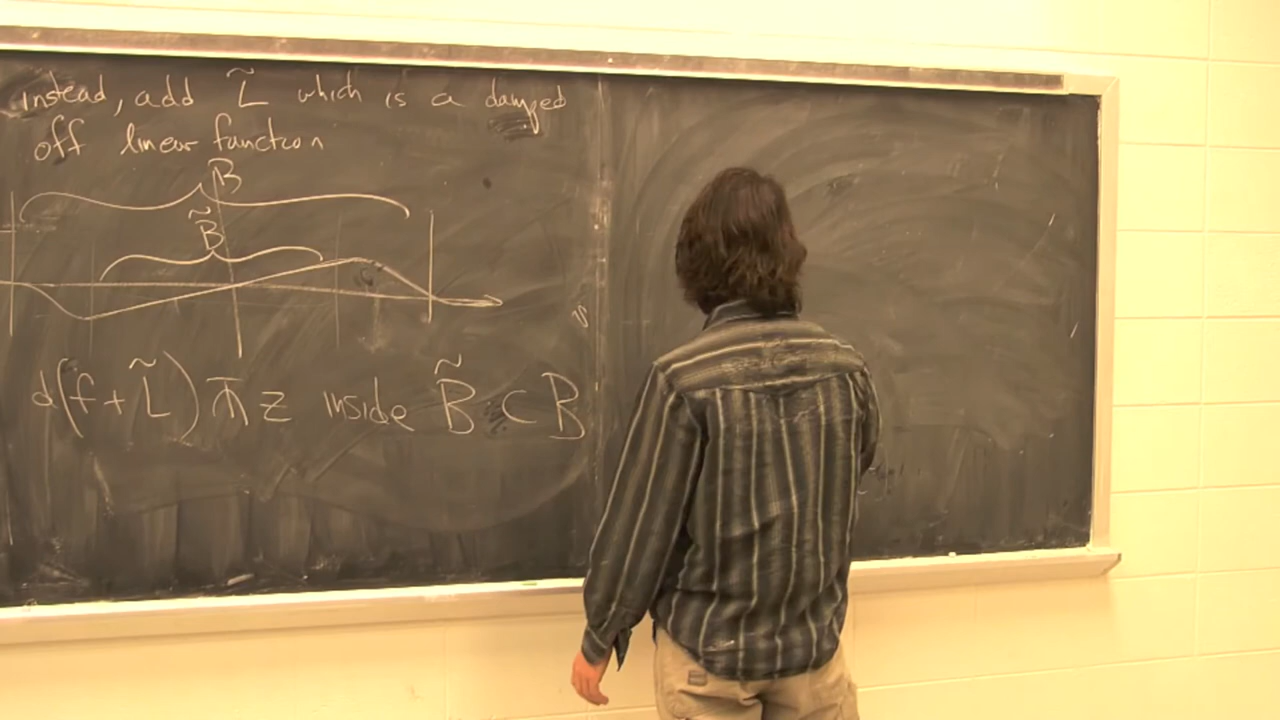 instead, add L̃ which is a damped
off linear function
B
B̃
d(f + L̃) ⋔ z inside B̃ ⊂ B